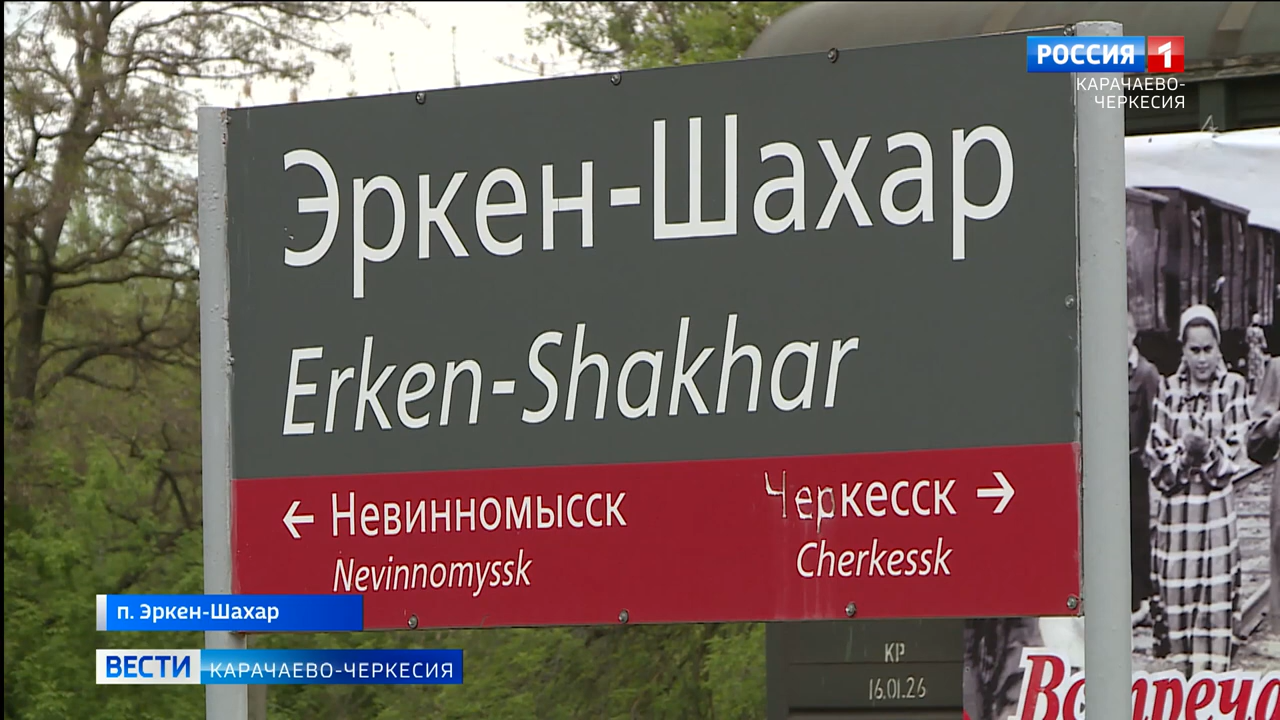 РОССИЯ 1
КАРАЧАЕВО-
ЧЕРКЕСИЯ
Эркен-Шахар
Erken-Shakhar
← Невинномысск
Nevinnomyssk
Черкесск →
Cherkessk
п. Эркен-Шахар
ВЕСТИ КАРАЧАЕВО-ЧЕРКЕСИЯ
КР
16.01.26